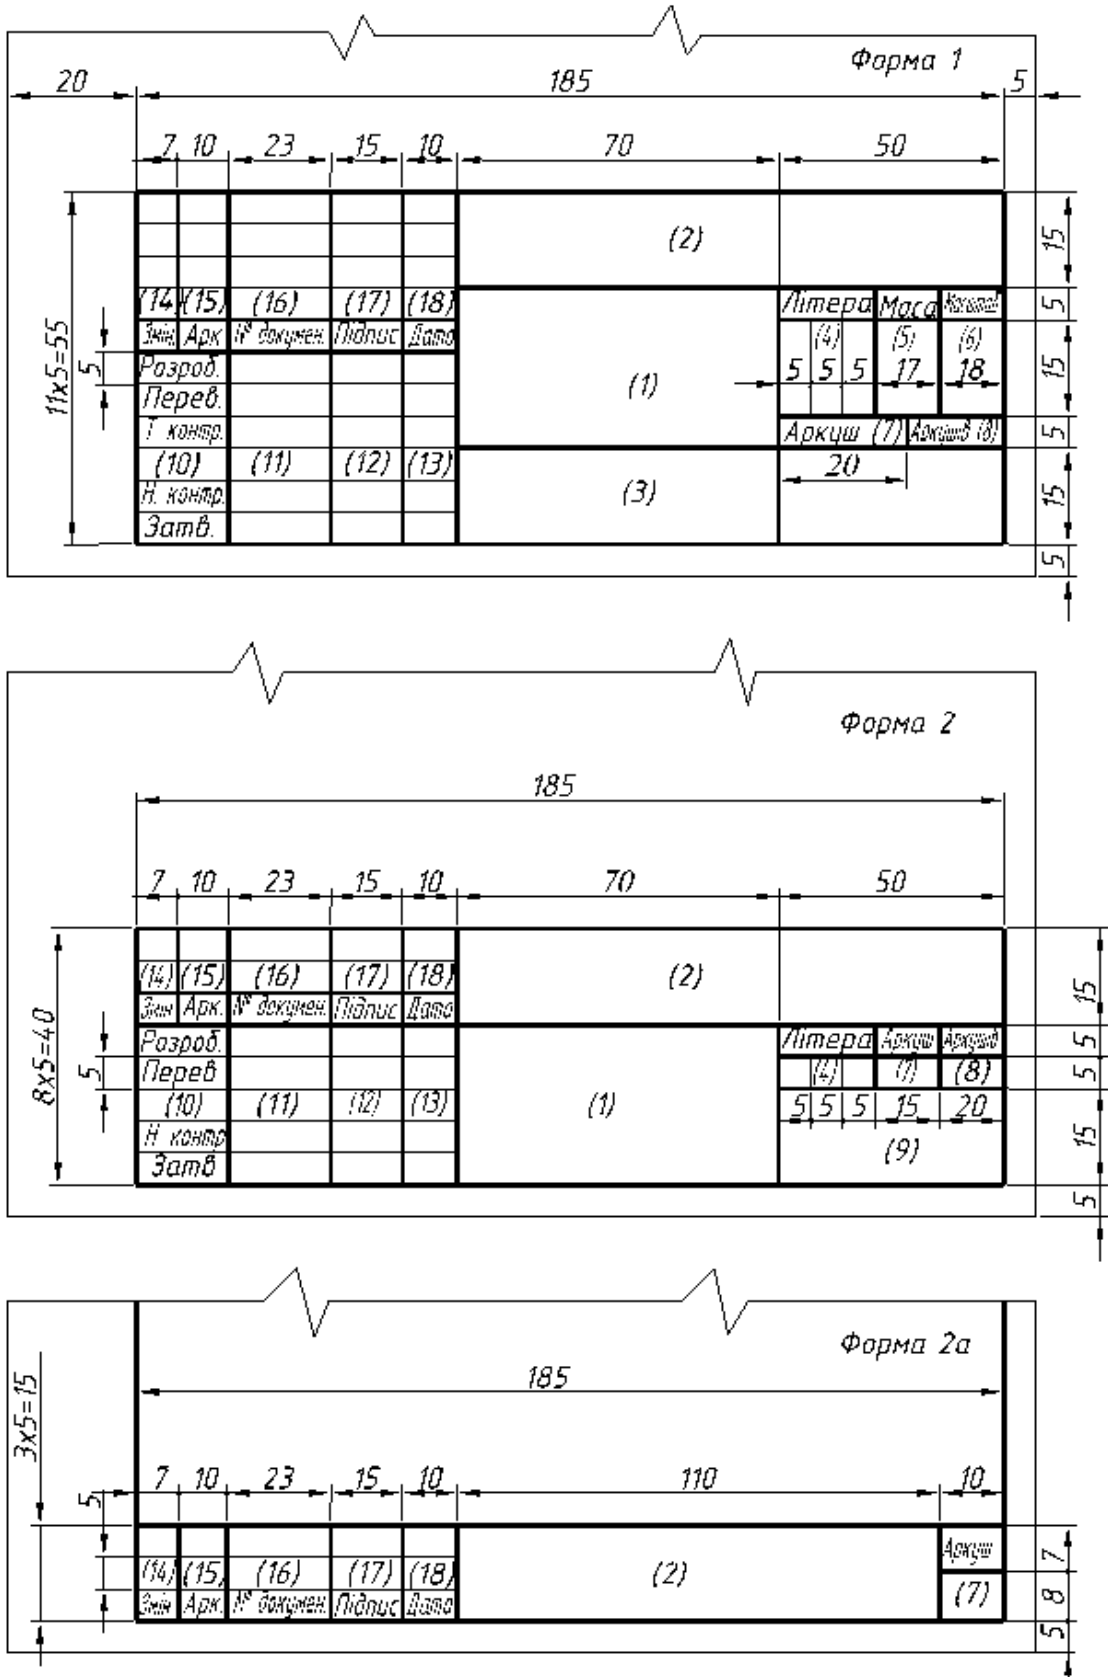 Форма 1
20 185 5
7 10 23 15 10 70 50
(2)
15
(14) (15) (16) (17) (18) Літера Маса Масштаб
5
Змін. Арк № докумен. Підпис Дата (4) (5) (6)
11x5=55
5
Розроб. (1) 5 5 5 17 18 15
Перев.
Т контр. Аркуш (7) Аркушів (8) 5
(10) (11) (12) (13) 20
Н. контр. (3) 15
Затв.
5
Форма 2
185
7 10 23 15 10 70 50
(14) (15) (16) (17) (18) (2) 15
Змін Арк. № докумен. Підпис Дата
8x5=40
5
Розроб. Літера Аркуш Аркушів 5
Перев (4) (7) (8) 5
(10) (11) (12) (13) (1) 5 5 5 15 20
Н контр (9) 15
Затв
5
Форма 2а
185
3x5=15
7 10 23 15 10 110 10
5
Аркуш 7
(14) (15) (16) (17) (18) (2)
Змін Арк. № докумен. Підпис Дата (7) 8
5